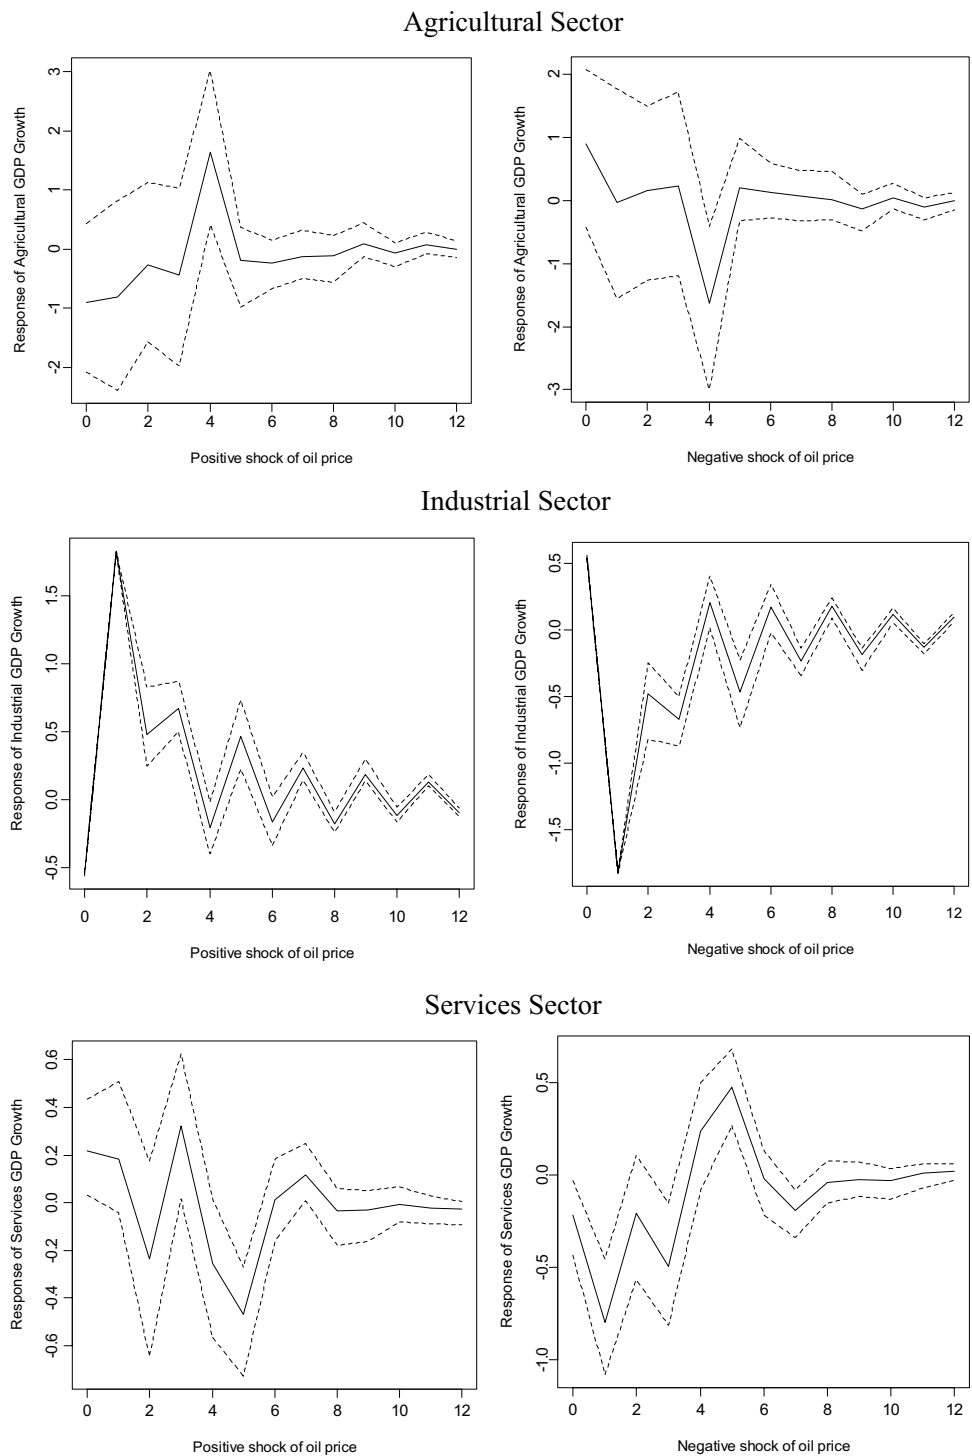 Agricultural Sector
Response of Agricultural GDP Growth
3
2
1
0
-1
-2
0 2 4 6 8 10 12
Positive shock of oil price
Response of Agricultural GDP Growth
2
1
0
-1
-2
-3
0 2 4 6 8 10 12
Negative shock of oil price
Industrial Sector
Response of Industrial GDP Growth
1.5
1.0
0.5
0.0
-0.5
0 2 4 6 8 10 12
Positive shock of oil price
Response of Industrial GDP Growth
0.5
0.0
-0.5
-1.0
-1.5
0 2 4 6 8 10 12
Negative shock of oil price
Services Sector
Response of Services GDP Growth
0.6
0.4
0.2
0.0
-0.2
-0.4
-0.6
0 2 4 6 8 10 12
Positive shock of oil price
Response of Services GDP Growth
0.5
0.0
-0.5
-1.0
0 2 4 6 8 10 12
Negative shock of oil price